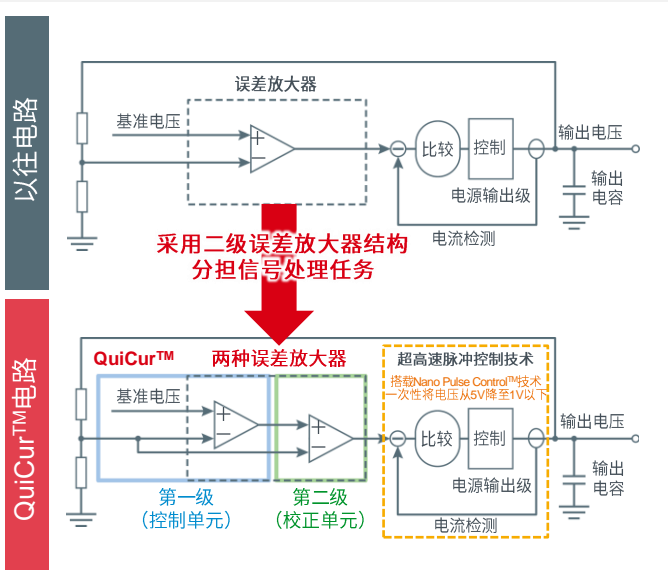 以往电路
误差放大器
基准电压
比较
控制
输出电压
电源输出级
输出
电容
电流检测
采用二级误差放大器结构
分担信号处理任务
QuiCur™电路
QuiCur™
两种误差放大器
超高速脉冲控制技术
搭载Nano Pulse Control™技术
一次性将电压从5V降至1V以下
基准电压
比较
控制
输出电压
电源输出级
输出
电容
第一级
（控制单元）
第二级
（校正单元）
电流检测